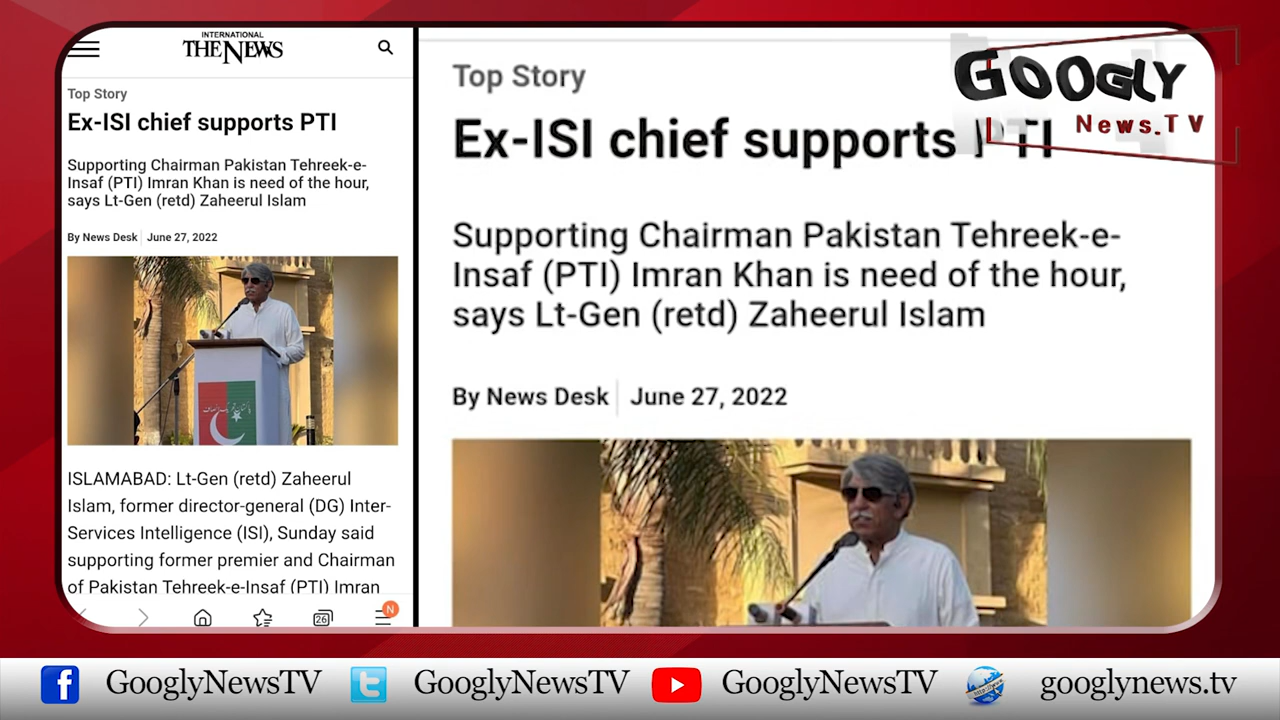 INTERNATIONAL
THE NEWS
Top Story
Ex-ISI chief supports PTI
Supporting Chairman Pakistan Tehreek-e-
Insaf (PTI) Imran Khan is need of the hour,
says Lt-Gen (retd) Zaheerul Islam
By News Desk June 27, 2022
پاکستان تحریک انصاف
ISLAMABAD: Lt-Gen (retd) Zaheerul
Islam, former director-general (DG) Inter-
Services Intelligence (ISI), Sunday said
supporting former premier and Chairman
of Pakistan Tehreek-e-Insaf (PTI) Imran
26
N
Top Story
Ex-ISI chief supports PTI
Supporting Chairman Pakistan Tehreek-e-
Insaf (PTI) Imran Khan is need of the hour,
says Lt-Gen (retd) Zaheerul Islam
By News Desk June 27, 2022
GOOGLY
News.TV
GooglyNewsTV
GooglyNewsTV
GooglyNewsTV
googlynews.tv